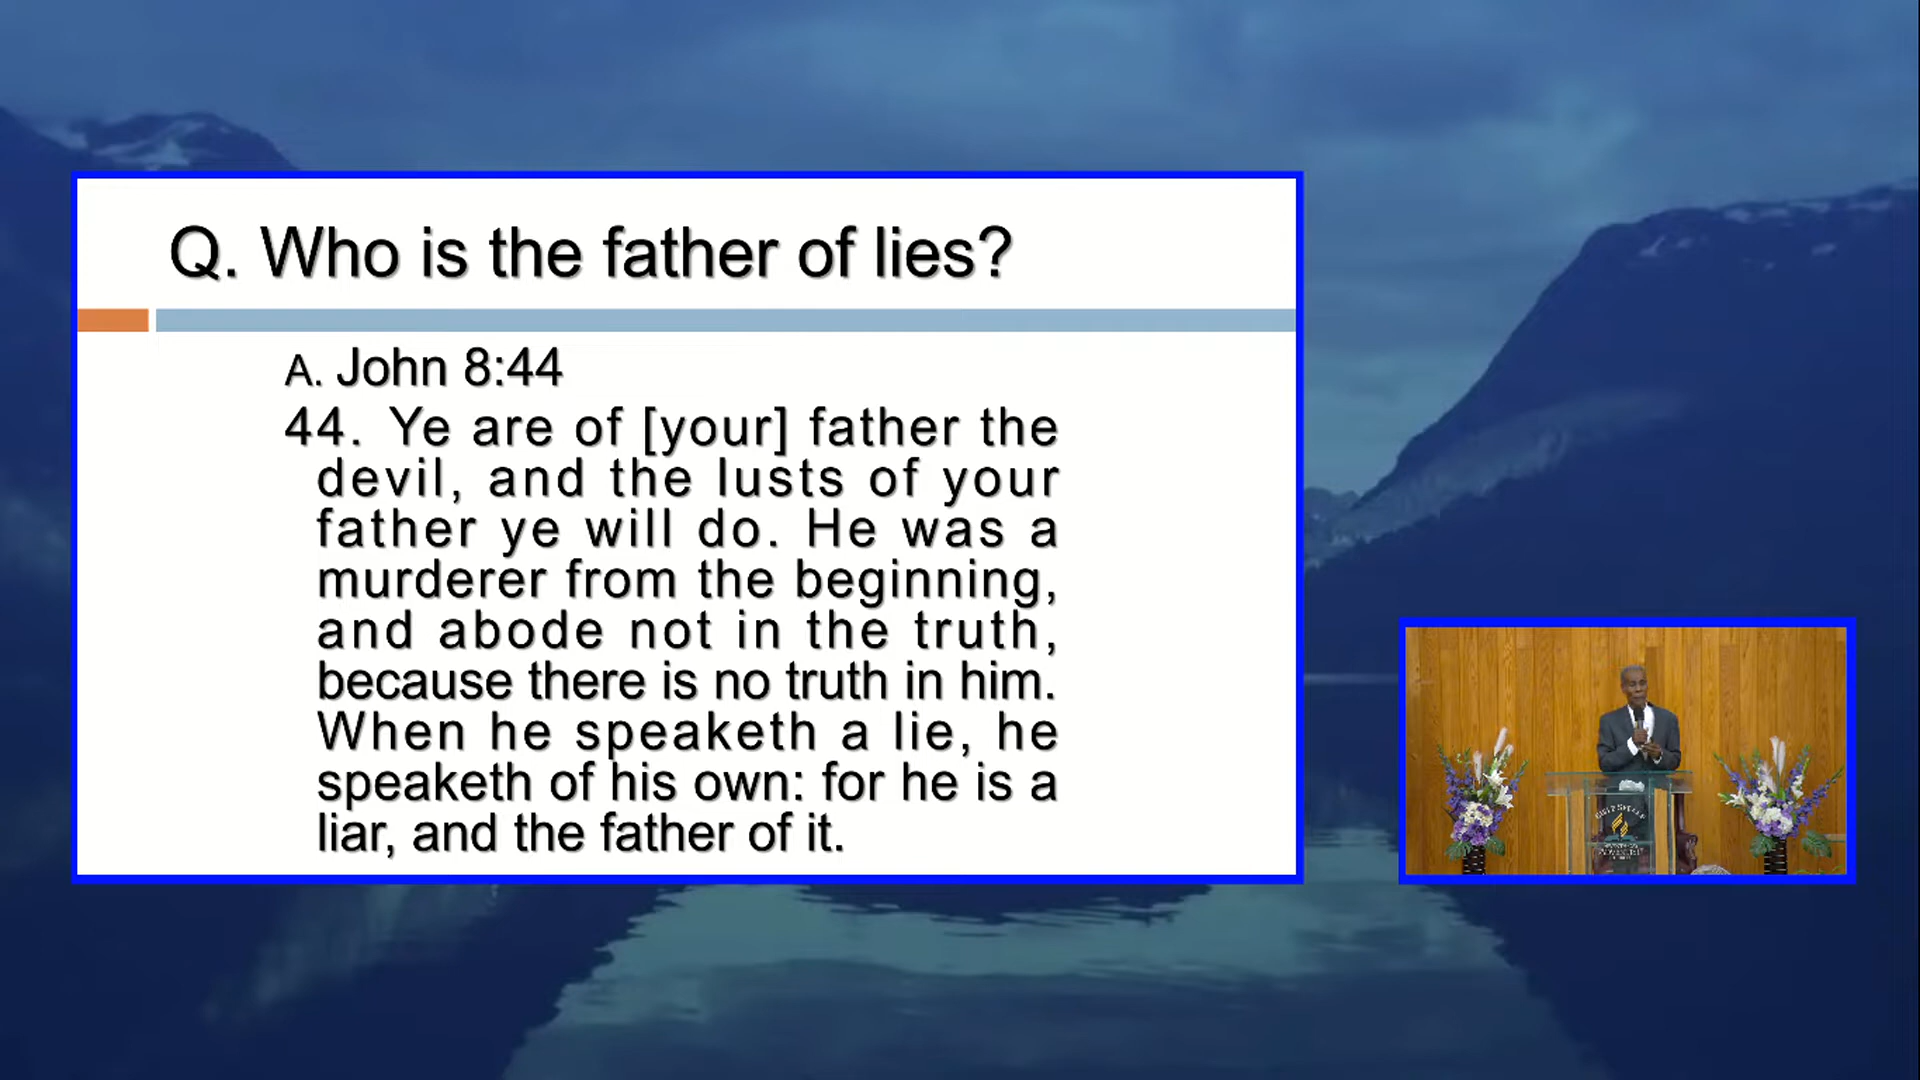 Q. Who is the father of lies?
A. John 8:44
44. Ye are of [your] father the
devil, and the lusts of your
father ye will do. He was a
murderer from the beginning,
and abode not in the truth,
because there is no truth in him.
When he speaketh a lie, he
speaketh of his own: for he is a
liar, and the father of it.